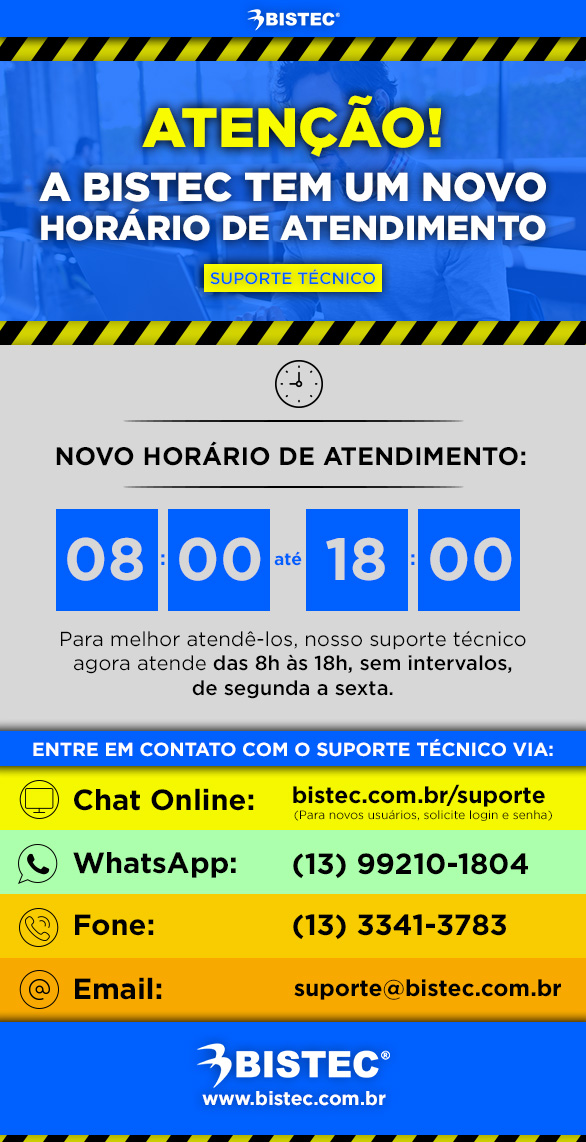 BISTEC®
ATENÇÃO!
A BISTEC TEM UM NOVO
HORÁRIO DE ATENDIMENTO
SUPORTE TÉCNICO
NOVO HORÁRIO DE ATENDIMENTO:
08:00 até 18:00
Para melhor atendê-los, nosso suporte técnico
agora atende das 8h às 18h, sem intervalos,
de segunda a sexta.
ENTRE EM CONTATO COM O SUPORTE TÉCNICO VIA:
Chat Online: bistec.com.br/suporte
(Para novos usuários, solicite login e senha)
WhatsApp: (13) 99210-1804
Fone: (13) 3341-3783
Email: suporte@bistec.com.br
BISTEC®
www.bistec.com.br